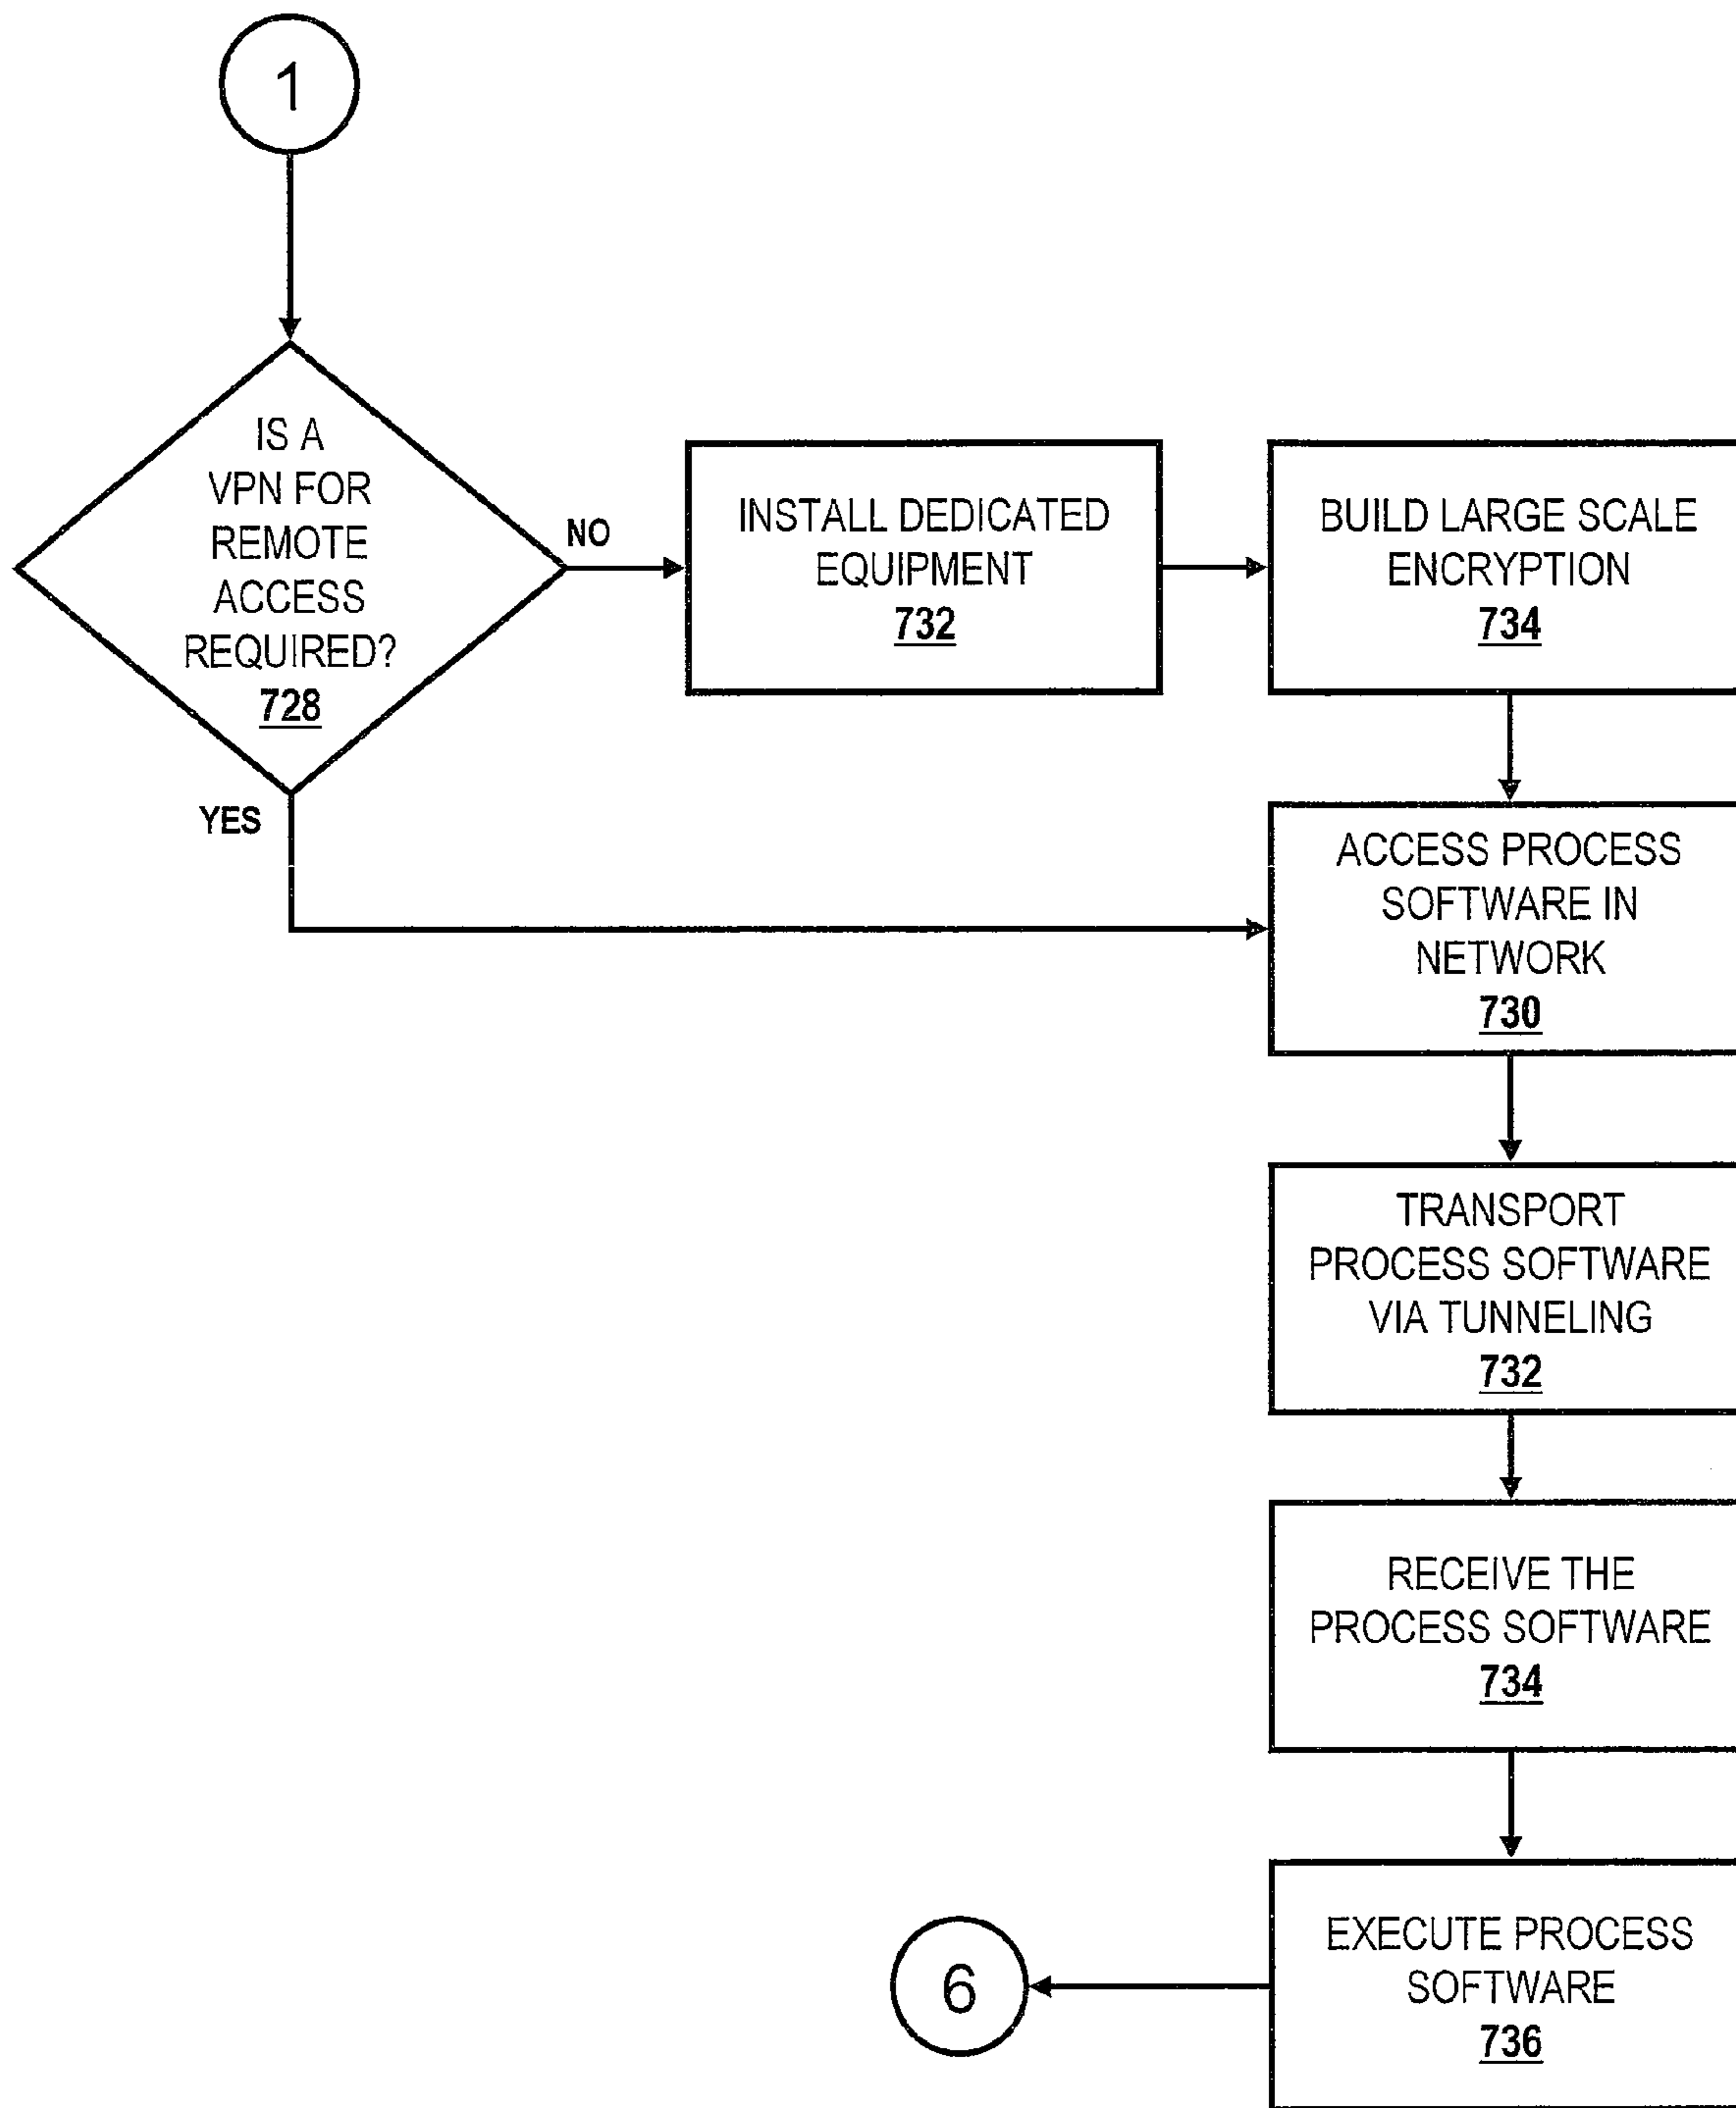 1
IS A
VPN FOR
REMOTE
ACCESS
REQUIRED?
728
NO
YES
INSTALL DEDICATED
EQUIPMENT
732
BUILD LARGE SCALE
ENCRYPTION
734
ACCESS PROCESS
SOFTWARE IN
NETWORK
730
TRANSPORT
PROCESS SOFTWARE
VIA TUNNELING
732
RECEIVE THE
PROCESS SOFTWARE
734
EXECUTE PROCESS
SOFTWARE
736
6